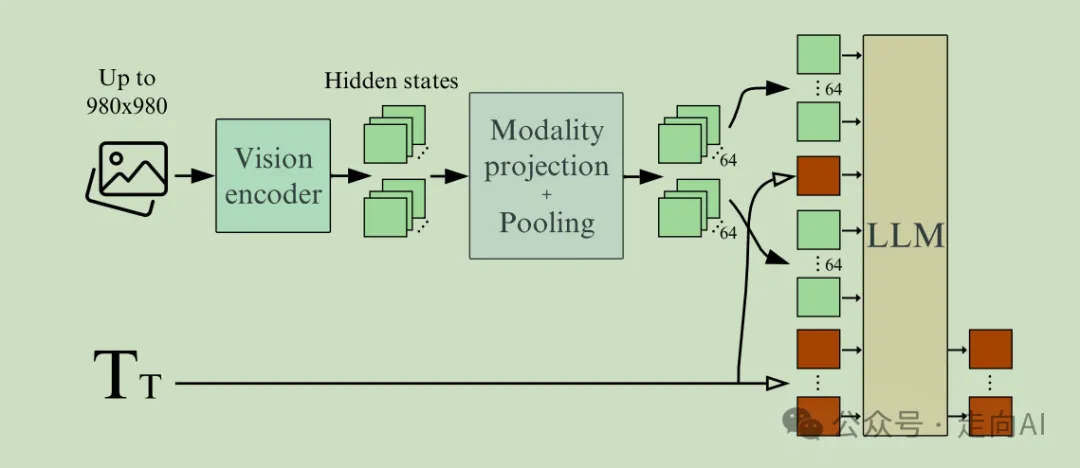 Up to
980x980
Vision
encoder
Hidden states
Modality
projection
+
Pooling
64
64
64
64
LLM
TT
公众号 · 走向AI